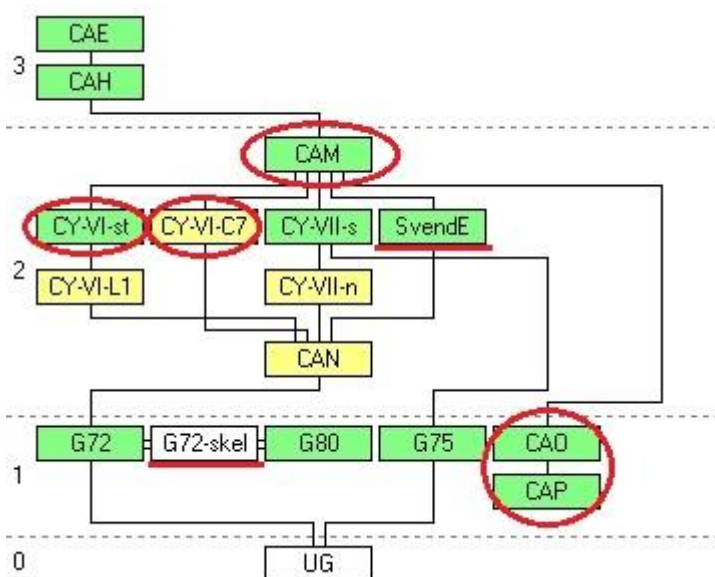 CAE
3
CAH
CAM
CY-VI-st CY-VI-C7 CY-VII-s SvendE
2
CY-VI-L1 CY-VII-n
CAN
G72 G72-skel G80 G75 CAO
1
CAP
0
UG